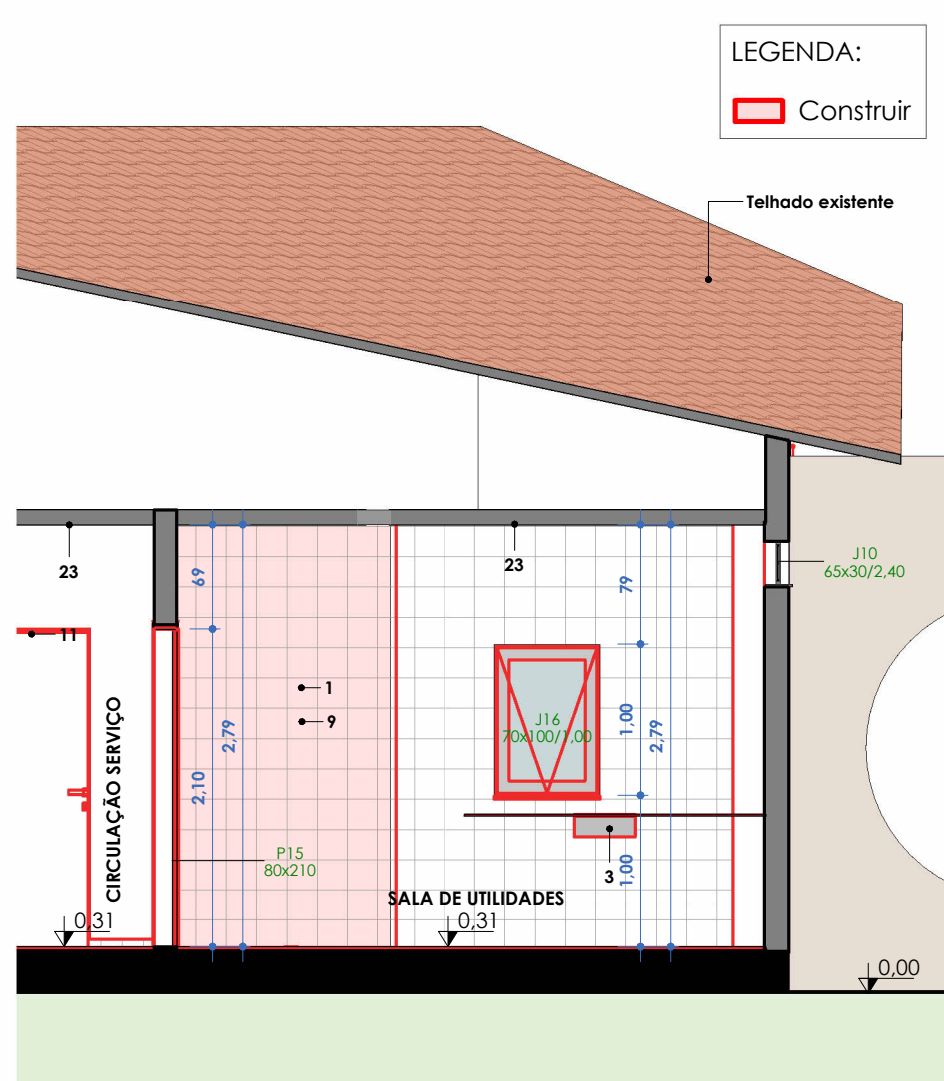 LEGENDA:
Construir
Telhado existente
23
23
J10
65x30/2,40
69
79
11
1
9
2,79
2,10
J16
70x100/1,00
1,00
2,79
CIRCULAÇÃO SERVIÇO
P15
80x210
3
1,00
SALA DE UTILIDADES
0,31
0,31
0,00